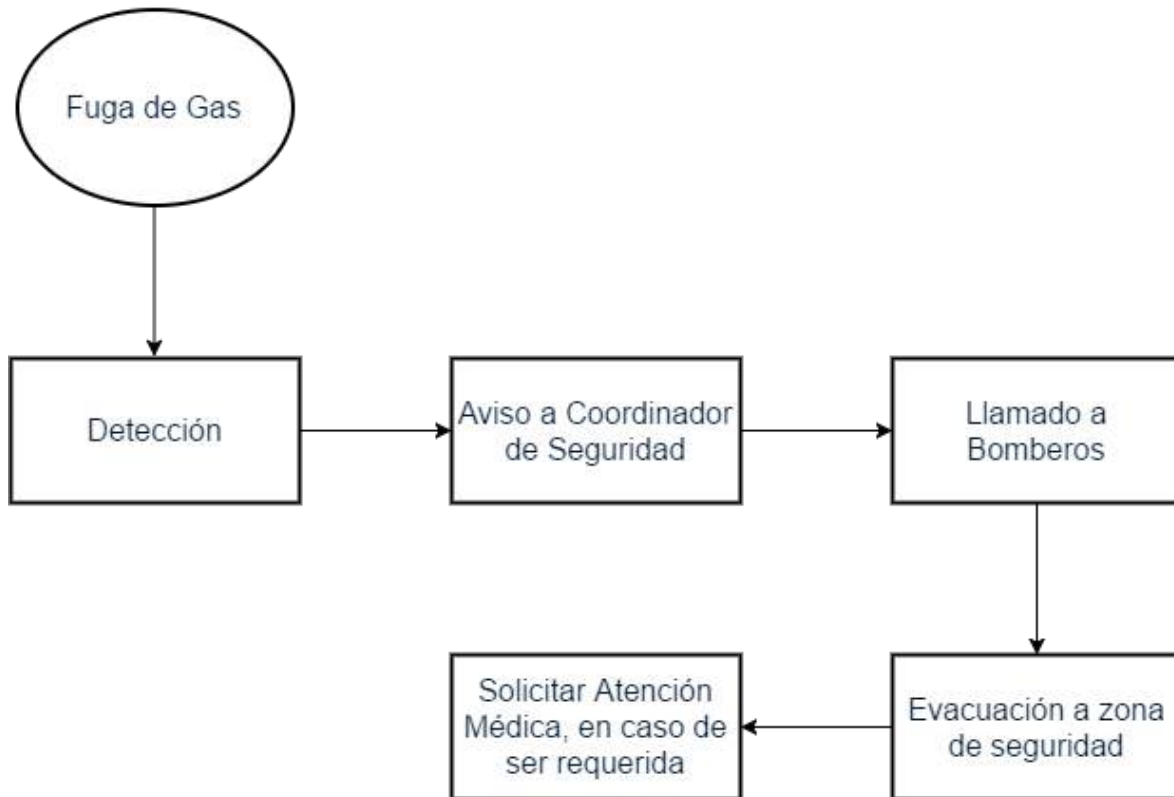 Fuga de Gas
Detección
Aviso a Coordinador
de Seguridad
Llamado a
Bomberos
Evacuación a zona
de seguridad
Solicitar Atención
Médica, en caso de
ser requerida